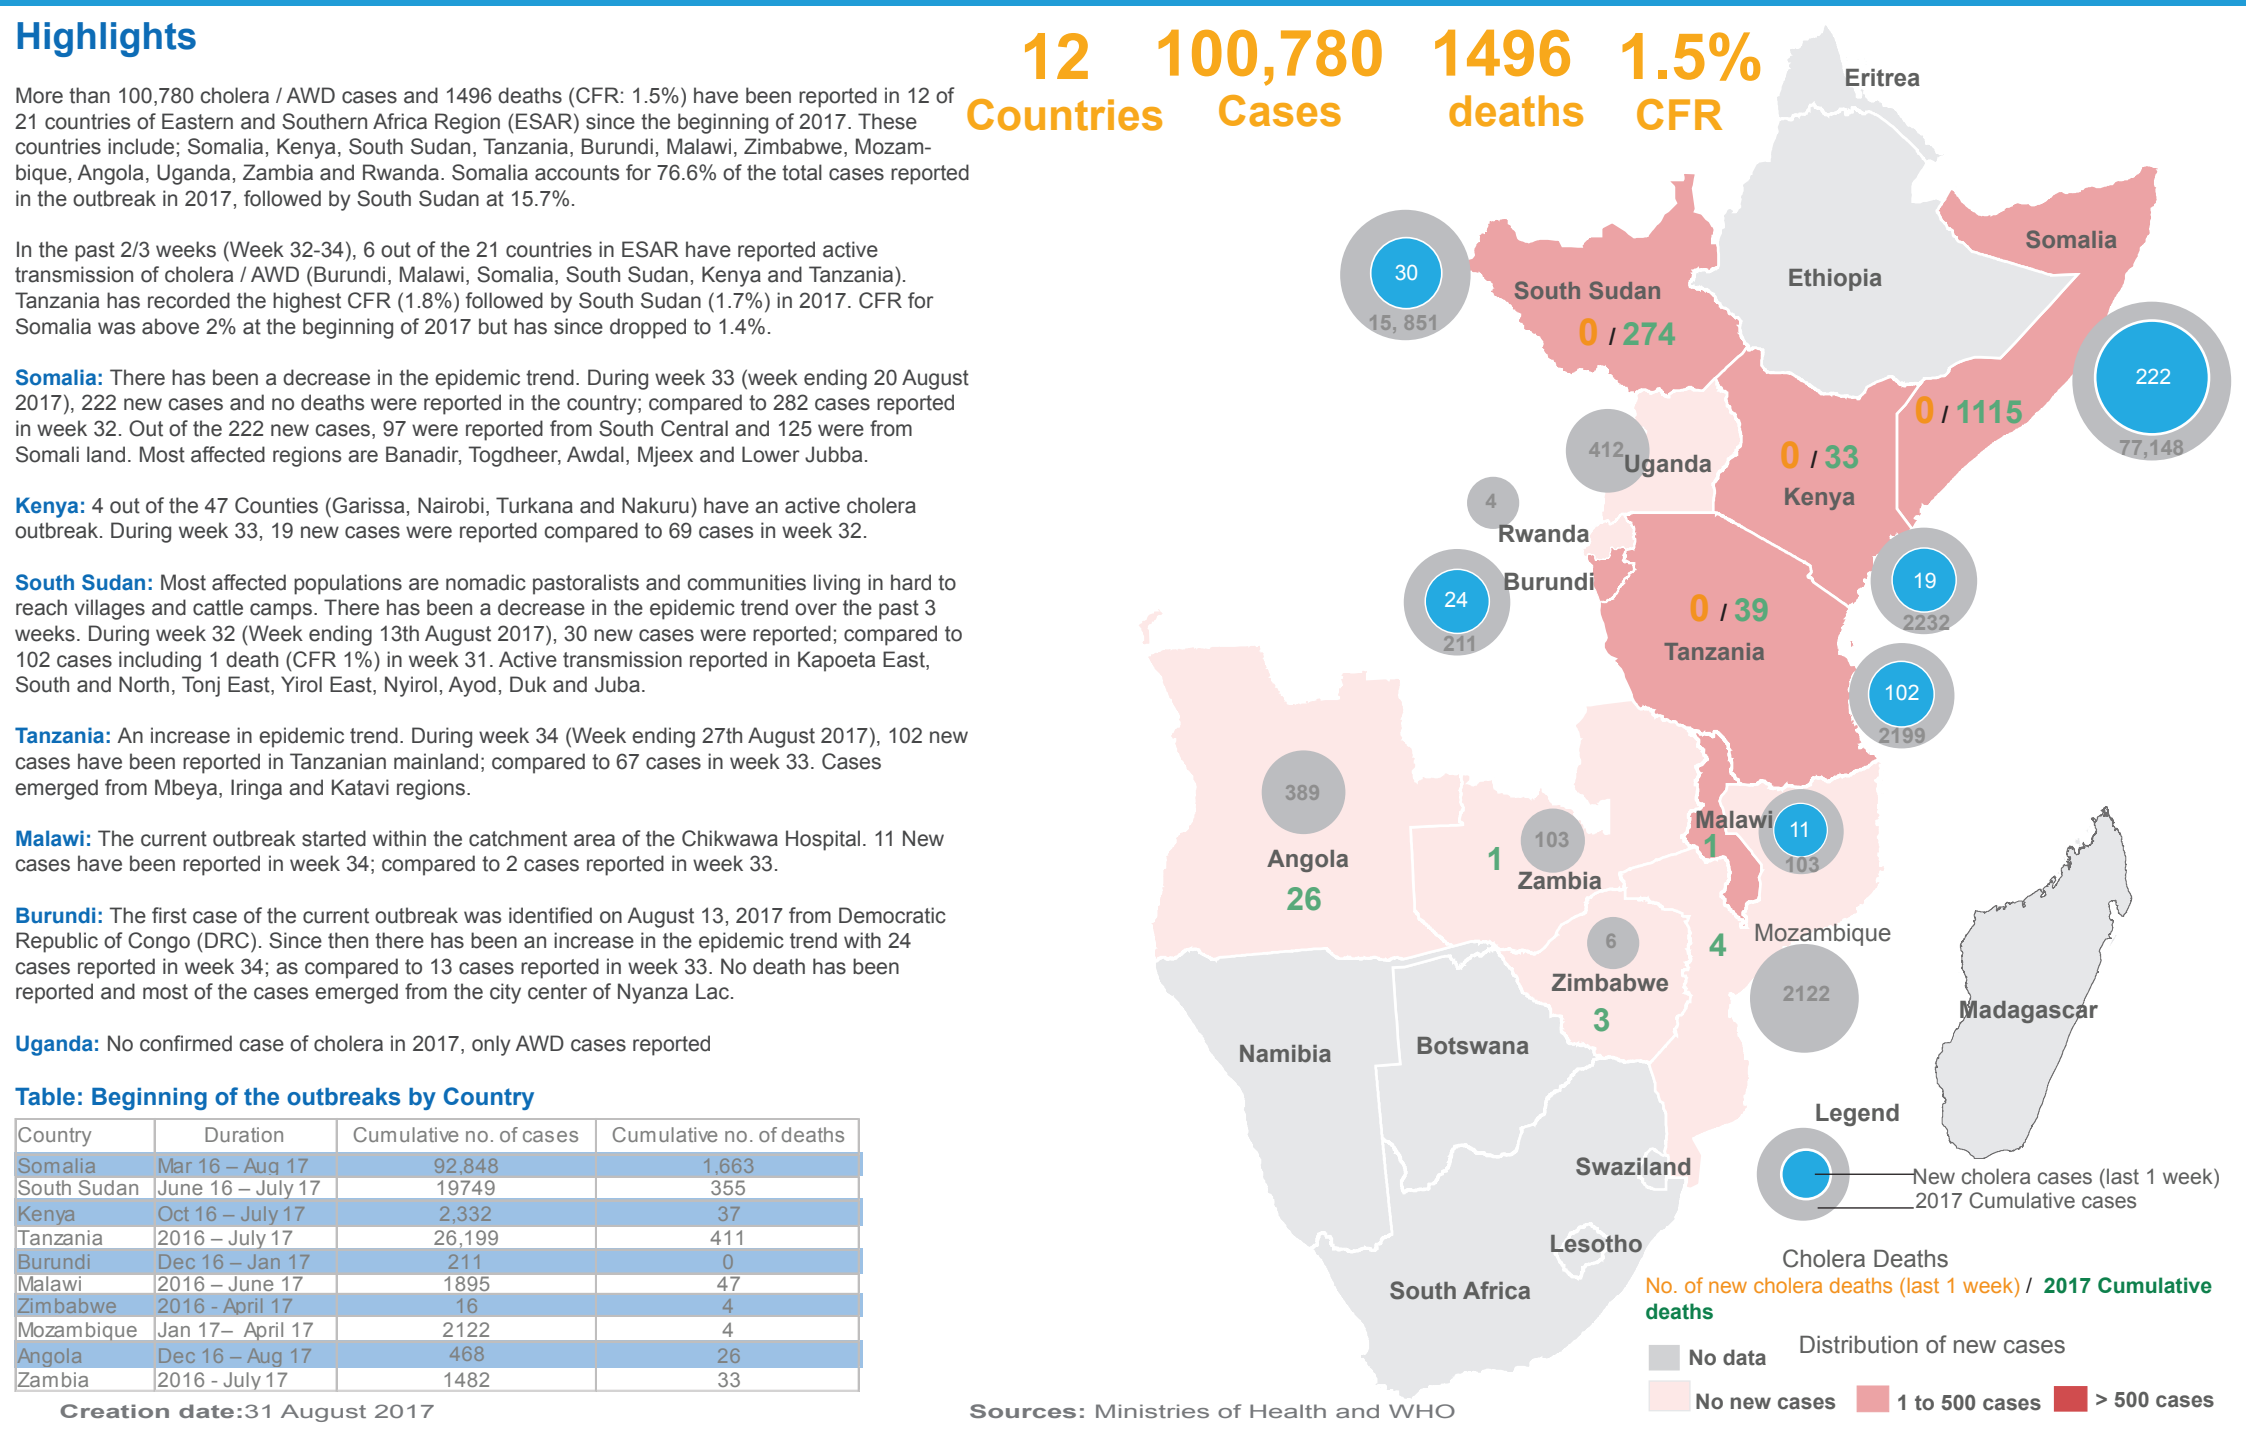 Highlights
More than 100,780 cholera / AWD cases and 1496 deaths (CFR: 1.5%) have been reported in 12 of
21 countries of Eastern and Southern Africa Region (ESAR) since the beginning of 2017. These
countries include; Somalia, Kenya, South Sudan, Tanzania, Burundi, Malawi, Zimbabwe, Mozam-
bique, Angola, Uganda, Zambia and Rwanda. Somalia accounts for 76.6% of the total cases reported
in the outbreak in 2017, followed by South Sudan at 15.7%.
In the past 2/3 weeks (Week 32-34), 6 out of the 21 countries in ESAR have reported active
transmission of cholera / AWD (Burundi, Malawi, Somalia, South Sudan, Kenya and Tanzania).
Tanzania has recorded the highest CFR (1.8%) followed by South Sudan (1.7%) in 2017. CFR for
Somalia was above 2% at the beginning of 2017 but has since dropped to 1.4%.
Somalia: There has been a decrease in the epidemic trend. During week 33 (week ending 20 August
2017), 222 new cases and no deaths were reported in the country; compared to 282 cases reported
in week 32. Out of the 222 new cases, 97 were reported from South Central and 125 were from
Somali land. Most affected regions are Banadir, Togdheer, Awdal, Mjeex and Lower Jubba.
Kenya: 4 out of the 47 Counties (Garissa, Nairobi, Turkana and Nakuru) have an active cholera
outbreak. During week 33, 19 new cases were reported compared to 69 cases in week 32.
South Sudan: Most affected populations are nomadic pastoralists and communities living in hard to
reach villages and cattle camps. There has been a decrease in the epidemic trend over the past 3
weeks. During week 32 (Week ending 13th August 2017), 30 new cases were reported; compared to
102 cases including 1 death (CFR 1%) in week 31. Active transmission reported in Kapoeta East,
South and North, Tonj East, Yirol East, Nyirol, Ayod, Duk and Juba.
Tanzania: An increase in epidemic trend. During week 34 (Week ending 27th August 2017), 102 new
cases have been reported in Tanzanian mainland; compared to 67 cases in week 33. Cases
emerged from Mbeya, Iringa and Katavi regions.
Malawi: The current outbreak started within the catchment area of the Chikwawa Hospital. 11 New
cases have been reported in week 34; compared to 2 cases reported in week 33.
Burundi: The first case of the current outbreak was identified on August 13, 2017 from Democratic
Republic of Congo (DRC). Since then there has been an increase in the epidemic trend with 24
cases reported in week 34; as compared to 13 cases reported in week 33. No death has been
reported and most of the cases emerged from the city center of Nyanza Lac.
Uganda: No confirmed case of cholera in 2017, only AWD cases reported
Table: Beginning of the outbreaks by Country
Country Duration Cumulative no. of cases Cumulative no. of deaths
Somalia Mar 16 – Aug 17 92,848 1,663
South Sudan June 16 – July 17 19749 355
Kenya Oct 16 – July 17 2,332 37
Tanzania 2016 – July 17 26,199 411
Burundi Dec 16 – Jan 17 211 0
Malawi 2016 – June 17 1895 47
Zimbabwe 2016 - April 17 16 4
Mozambique Jan 17– April 17 2122 4
Angola Dec 16 – Aug 17 468 26
Zambia 2016 - July 17 1482 33
Creation date:31 August 2017
12 100,780 1496 1.5%
Countries Cases deaths CFR
Eritrea
Somalia
Ethiopia
30
15, 851
South Sudan
0 / 274
222
77,148
0 / 1115
412
Uganda
0 / 33
Kenya
4
Rwanda
19
2232
24
211
Burundi
0 / 39
Tanzania
102
2199
389
Angola
26
103
1
Zambia
Malawi
1
11
103
Mozambique
4
2122
6
Zimbabwe
3
Madagascar
Namibia
Botswana
Swaziland
Lesotho
South Africa
Legend
New cholera cases (last 1 week)
2017 Cumulative cases
Cholera Deaths
No. of new cholera deaths (last 1 week) / 2017 Cumulative
deaths
Distribution of new cases
No data
No new cases
1 to 500 cases
> 500 cases
Sources: Ministries of Health and WHO